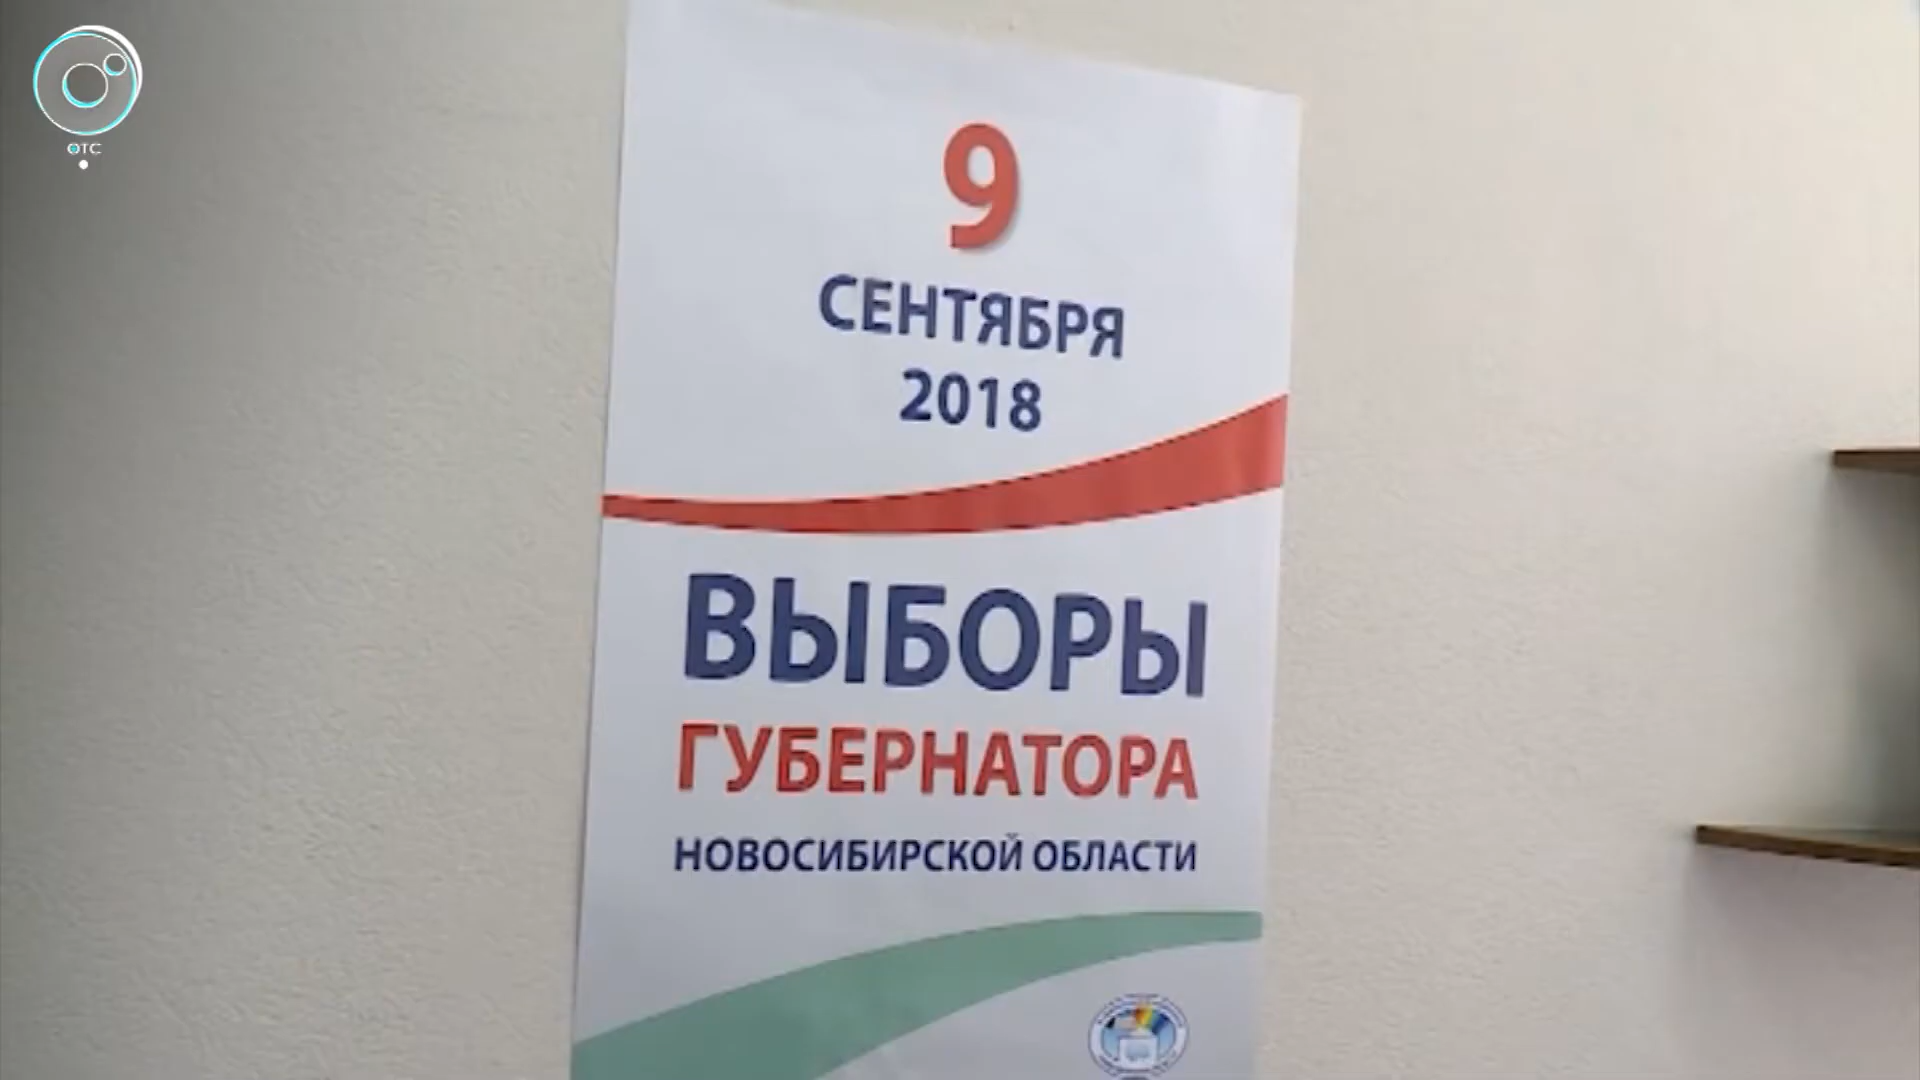 ОТС
9
СЕНТЯБРЯ
2018
ВЫБОРЫ
ГУБЕРНАТОРА
НОВОСИБИРСКОЙ ОБЛАСТИ